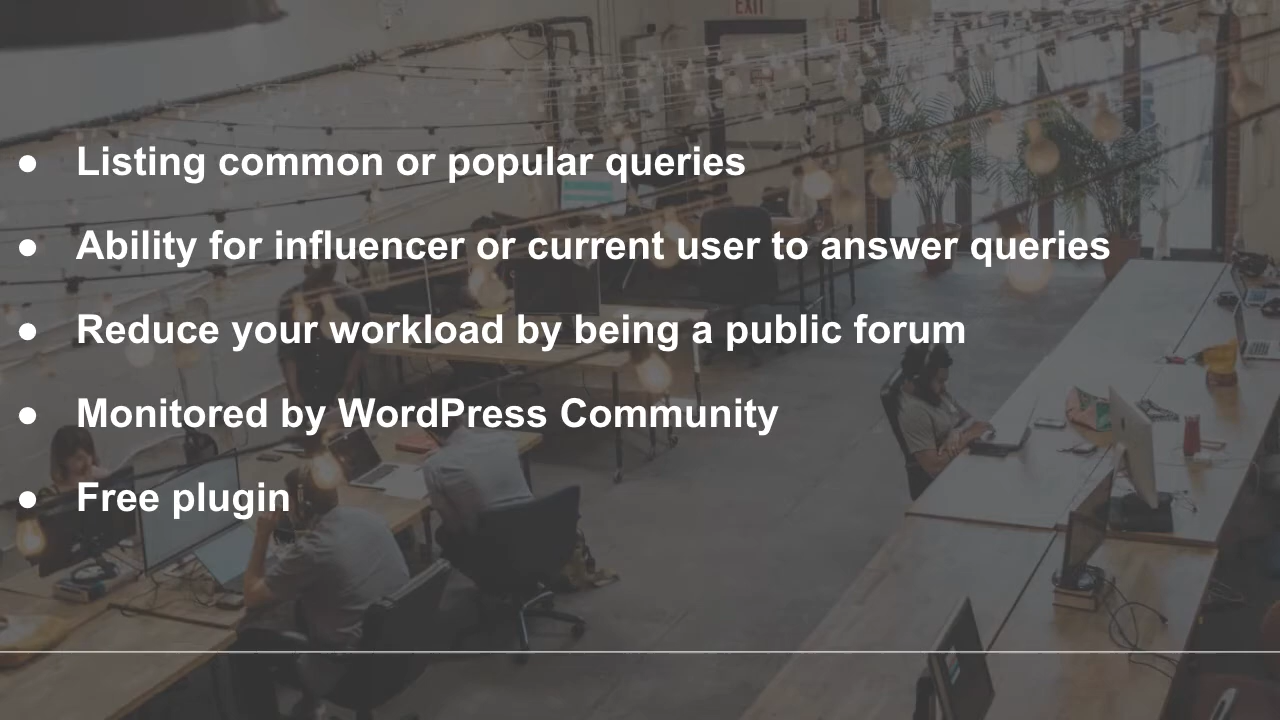 EXIT
● Listing common or popular queries
● Ability for influencer or current user to answer queries
● Reduce your workload by being a public forum
● Monitored by WordPress Community
● Free plugin